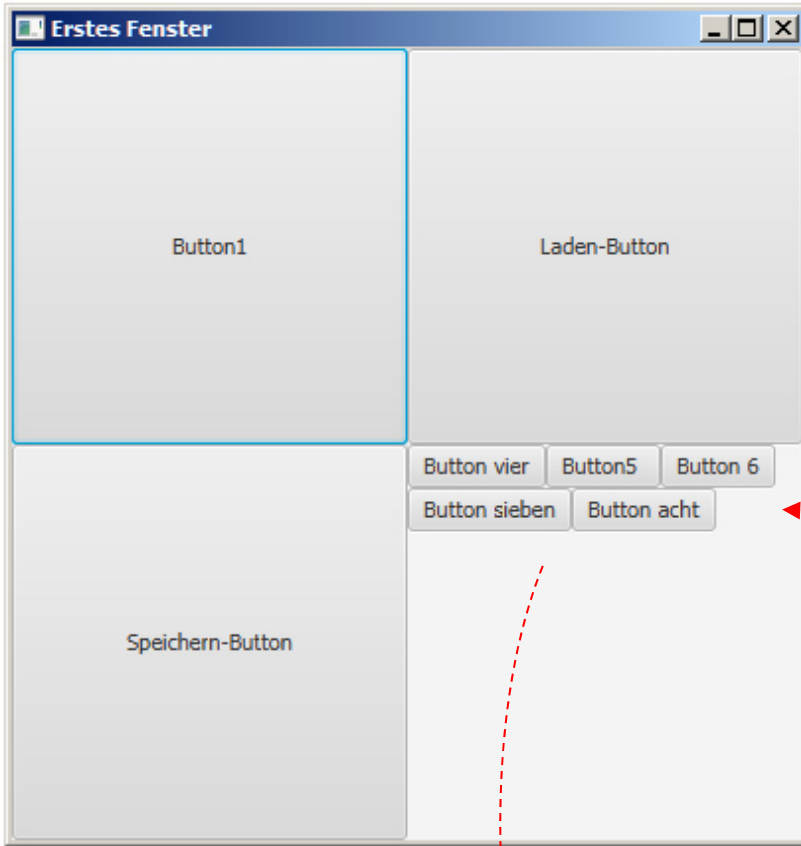 Erstes Fenster
Button1
Laden-Button
Button vier
Button5
Button 6
Button sieben
Button acht
Speichern-Button